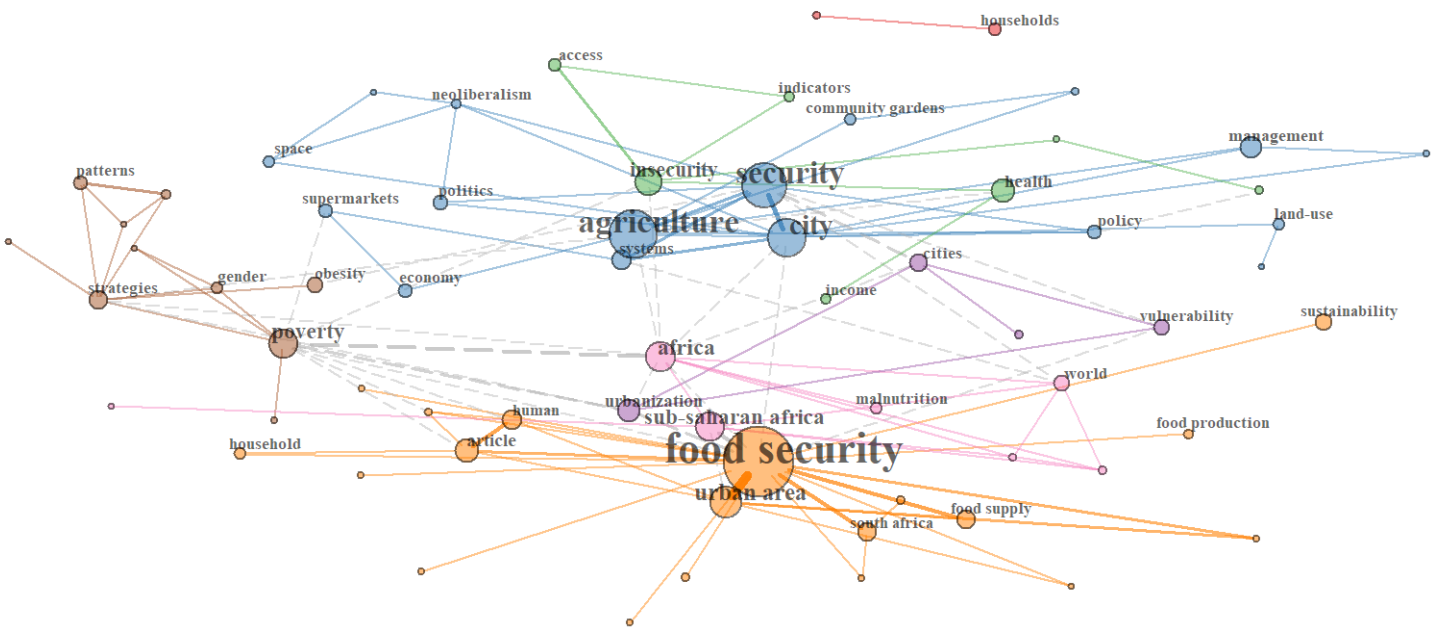 households
access
indicators
neoliberalism
community gardens
management
space
patterns
insecurity
security
health
politics
supermarkets
agriculture
city
policy
land-use
systems
cities
gender
obesity
economy
strategies
income
vulnerability
sustainability
poverty
africa
world
urbanization
malnutrition
human
sub-saharan africa
food production
household
article
food security
urban area
food supply
south africa